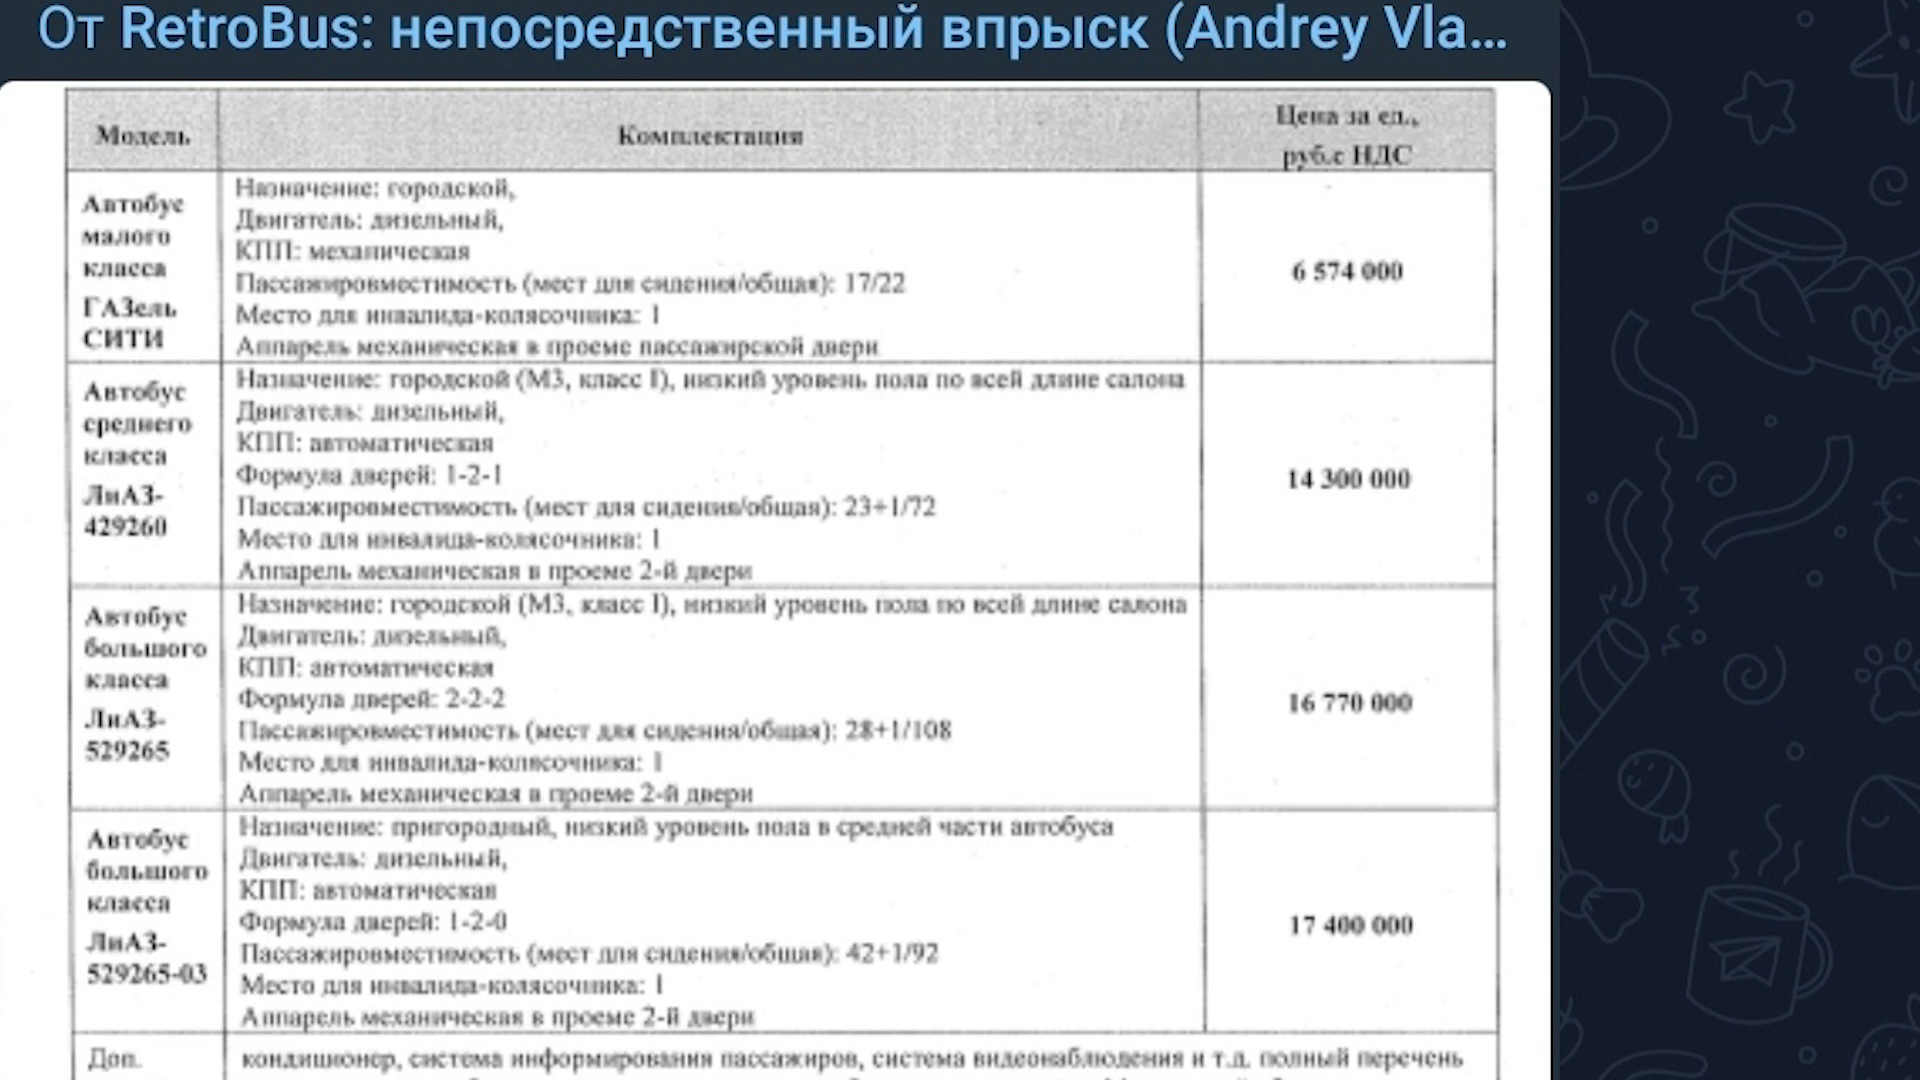 От RetroBus: непосредственный впрыск (Andrey Vla...
Модель
Комплектация
Цена за ед.,
руб.с НДС
Автобус
малого
класса
ГАЗель
СИТИ
Назначение: городской,
Двигатель: дизельный,
КПП: механическая
Пассажировместимость (мест для сидения/общая): 17/22
Место для инвалида-колясочника: 1
Аппарель механическая в проеме пассажирской двери
6 574 000
Автобус
среднего
класса
ЛиАЗ-
429260
Назначение: городской (М3, класс I), низкий уровень пола по всей длине салона
Двигатель: дизельный,
КПП: автоматическая
Формула дверей: 1-2-1
Пассажировместимость (мест для сидения/общая): 23+1/72
Место для инвалида-колясочника: 1
Аппарель механическая в проеме 2-й двери
14 300 000
Автобус
большого
класса
ЛиАЗ-
529265
Назначение: городской (М3, класс I), низкий уровень пола по всей длине салона
Двигатель: дизельный,
КПП: автоматическая
Формула дверей: 2-2-2
Пассажировместимость (мест для сидения/общая): 28+1/108
Место для инвалида-колясочника: 1
Аппарель механическая в проеме 2-й двери
16 770 000
Автобус
большого
класса
ЛиАЗ-
529265-03
Назначение: пригородный, низкий уровень пола в средней части автобуса
Двигатель: дизельный,
КПП: автоматическая
Формула дверей: 1-2-0
Пассажировместимость (мест для сидения/общая): 42+1/92
Место для инвалида-колясочника: 1
Аппарель механическая в проеме 2-й двери
17 400 000
Доп.
кондиционер, система информирования пассажиров, система видеонаблюдения и т.д. полный перечень